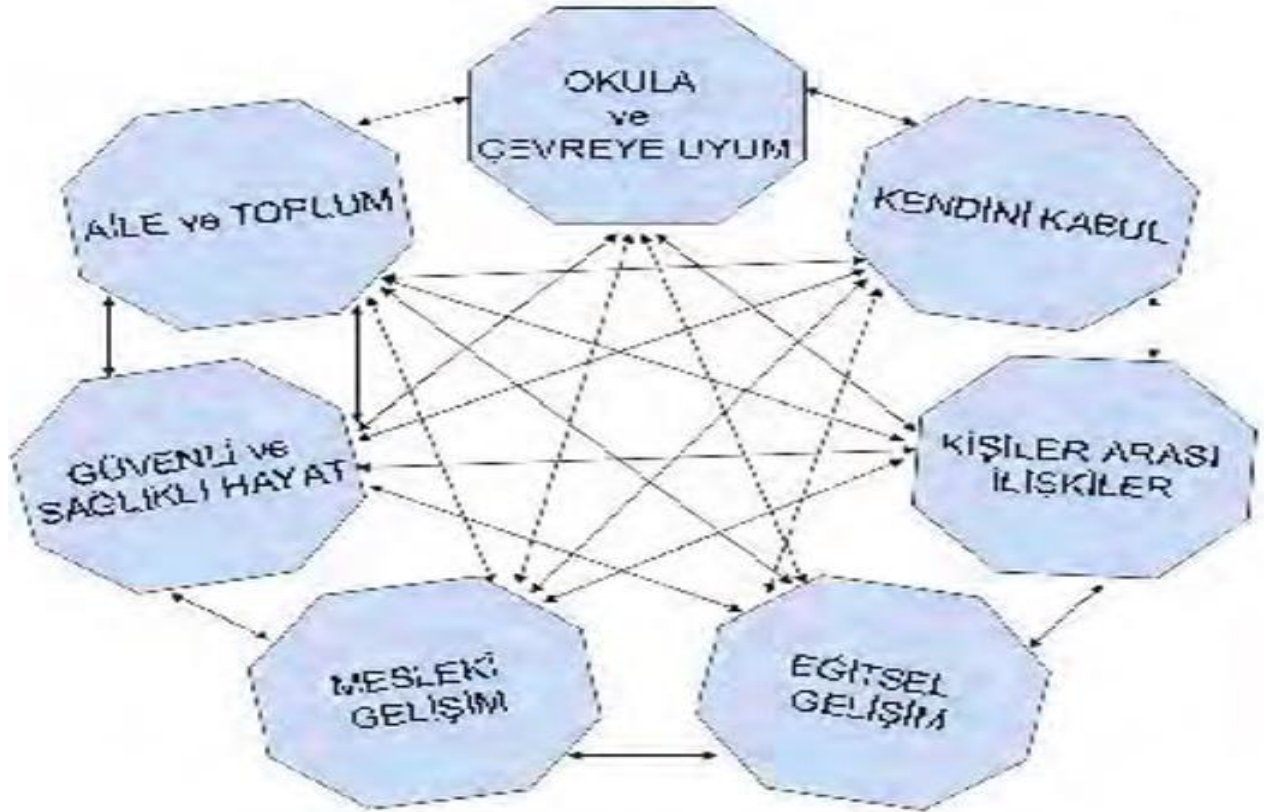 OKULA
ve
ÇEVREYE UYUM
AİLE ve TOPLUM
KENDİNİ KABUL
GÜVENLİ ve
SAĞLIKLI HAYAT
KİŞİLER ARASI
İLİŞKİLER
MESLEKİ
GELİŞİM
EĞİTSEL
GELİŞİM